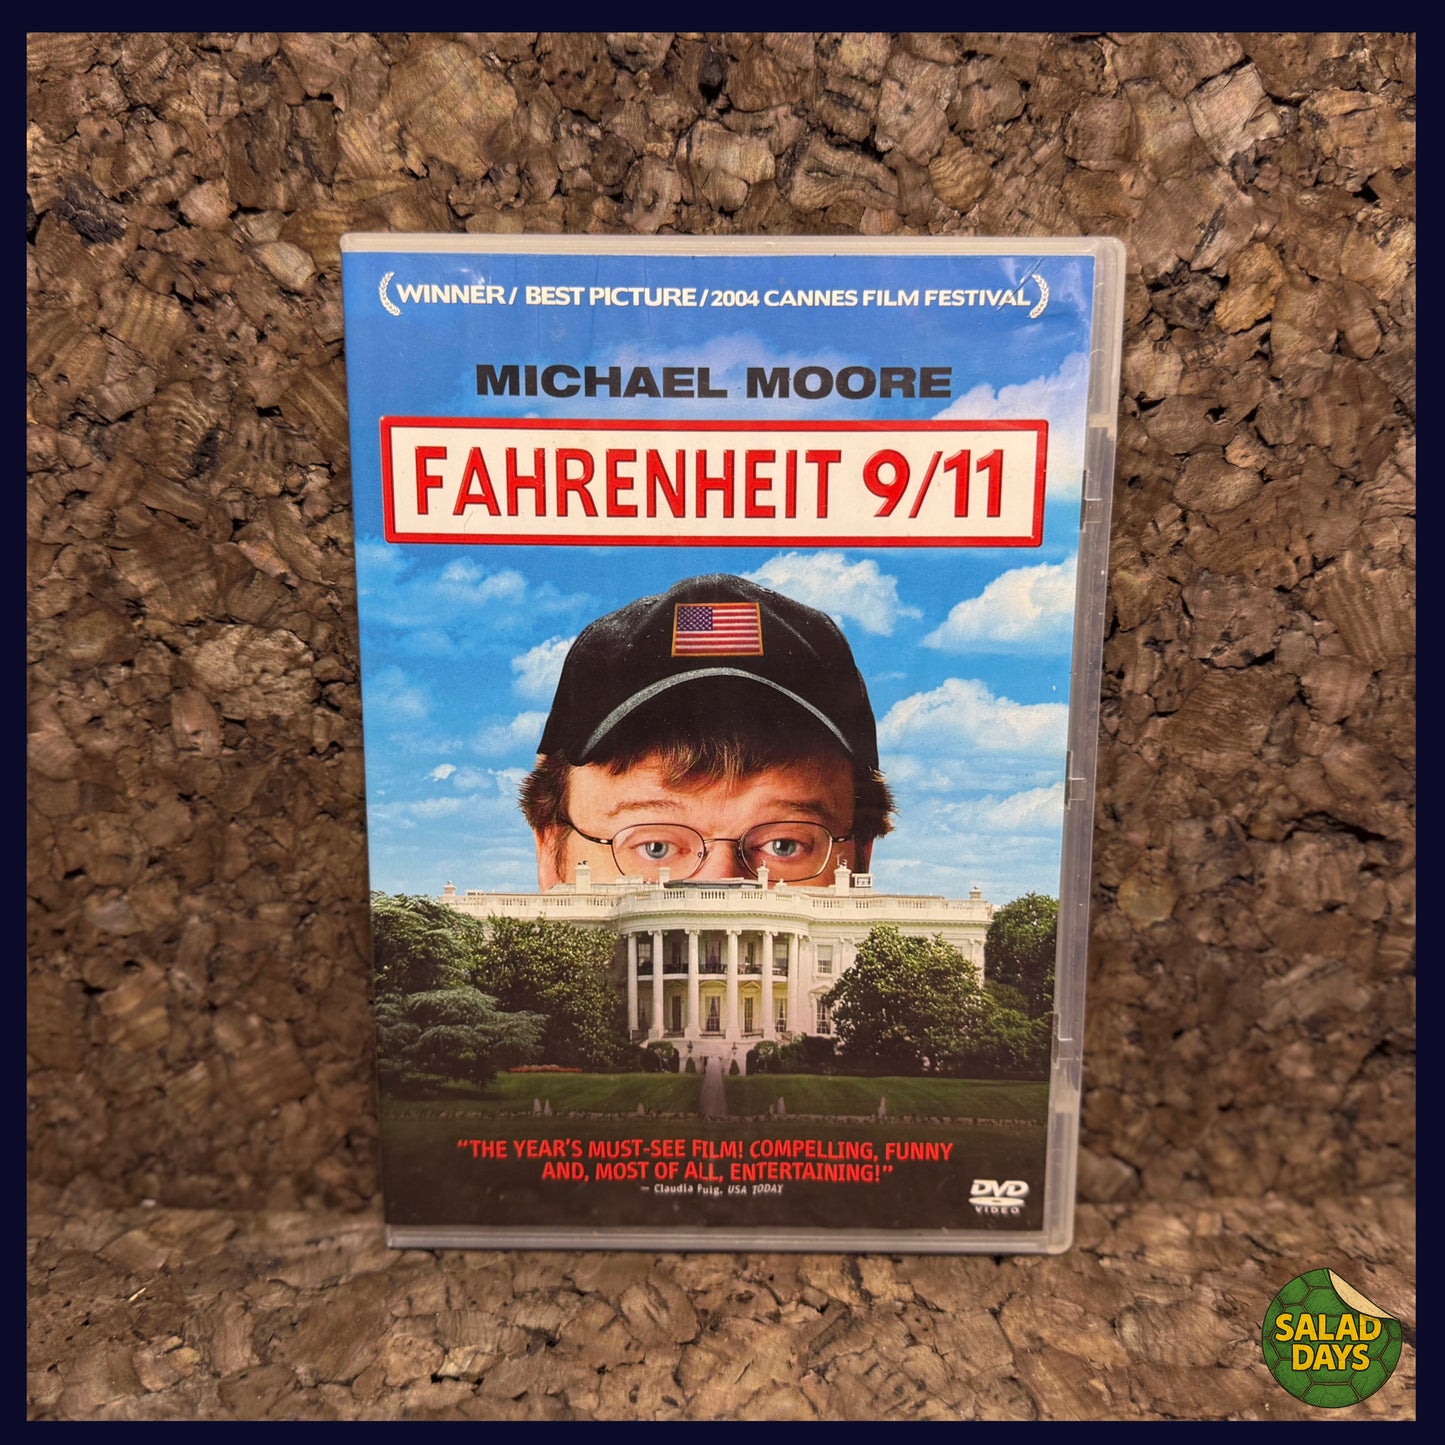 WINNER/ BEST PICTURE/2004 CANNES FILM FESTIVAL
MICHAEL MOORE
FAHRENHEIT 9/11
“THE YEAR’S MUST-SEE FILM! COMPELLING, FUNNY
AND, MOST OF ALL, ENTERTAINING!”
— Claudia Puig, USA TODAY
DVD
VIDEO
SALAD
DAYS